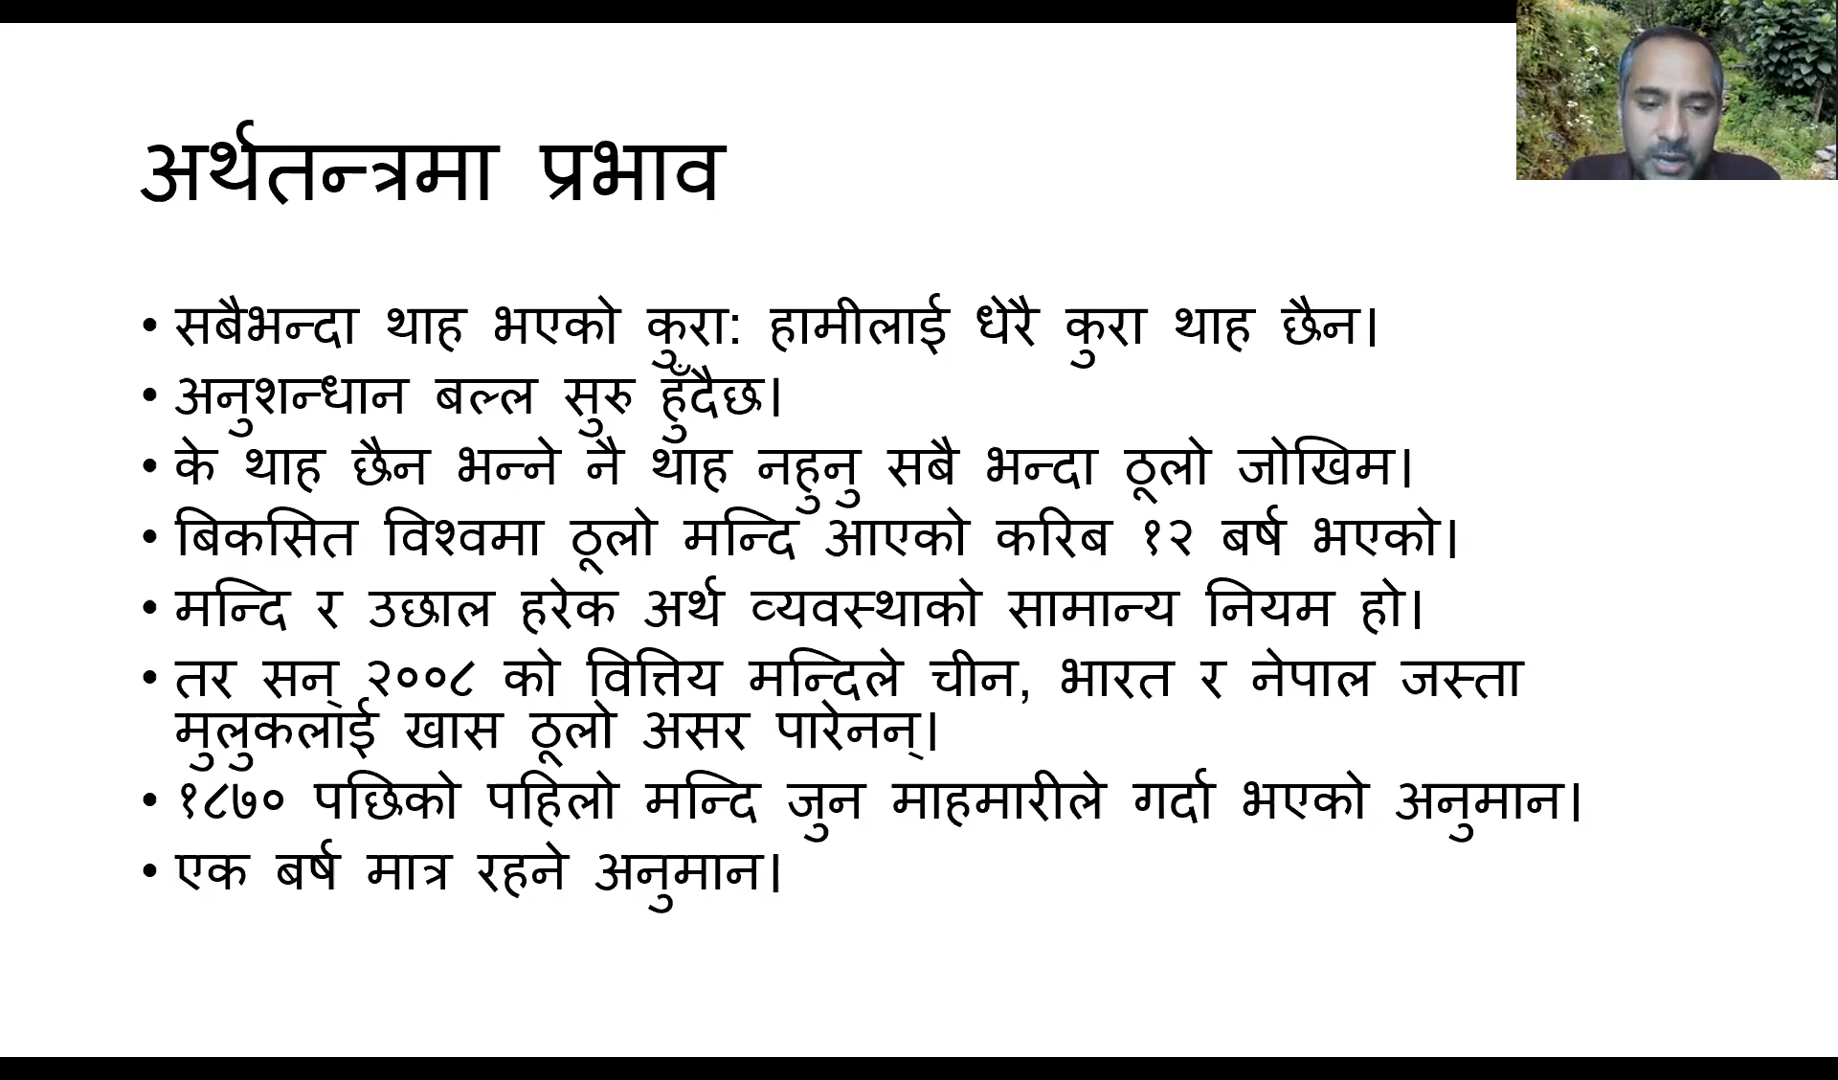 अर्थतन्त्रमा प्रभाव
• सबैभन्दा थाह भएको कुरा: हामीलाई धेरै कुरा थाह छैन।
• अनुशन्धान बल्ल सुरु हुँदैछ।
• के थाह छैन भन्ने नै थाह नहुनु सबै भन्दा ठूलो जोखिम।
• बिकसित विश्वमा ठूलो मन्दि आएको करिब १२ बर्ष भएको।
• मन्दि र उछाल हरेक अर्थ व्यवस्थाको सामान्य नियम हो।
• तर सन् २००८ को वित्तिय मन्दिले चीन, भारत र नेपाल जस्ता
मुलुकलाई खास ठूलो असर पारेनन्।
• १८७० पछिको पहिलो मन्दि जुन माहमारीले गर्दा भएको अनुमान।
• एक बर्ष मात्र रहने अनुमान।